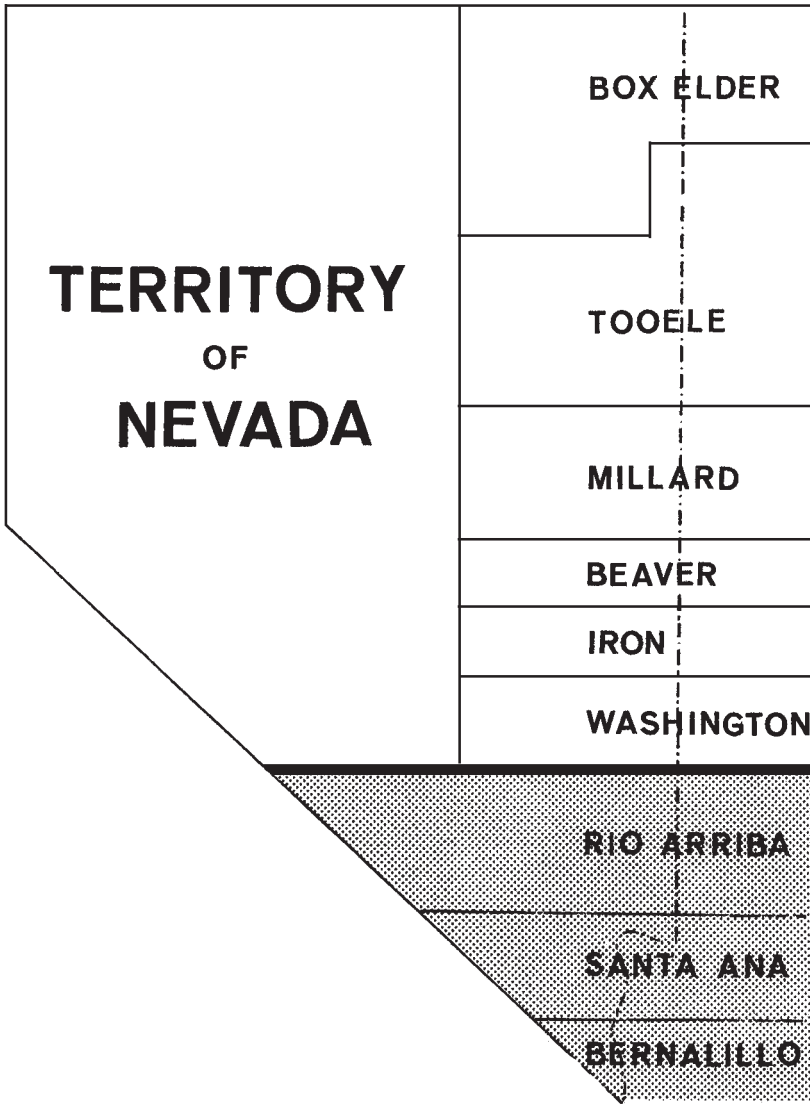 BOX ELDER
TERRITORY
OF
NEVADA
TOOELE
MILLARD
BEAVER
IRON
WASHINGTON
RIO ARRIBA
SANTA ANA
BERNALILLO